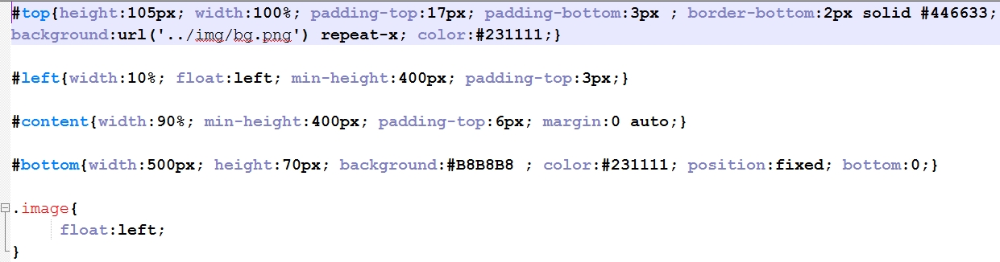 #top{height:105px; width:100%; padding-top:17px; padding-bottom:3px ; border-bottom:2px solid #446633;
background:url('../img/bg.png') repeat-x; color:#231111;}
#left{width:10%; float:left; min-height:400px; padding-top:3px;}
#content{width:90%; min-height:400px; padding-top:6px; margin:0 auto;}
#bottom{width:500px; height:70px; background:#B8B8B8 ; color:#231111; position:fixed; bottom:0;}
.image{
float:left;
}